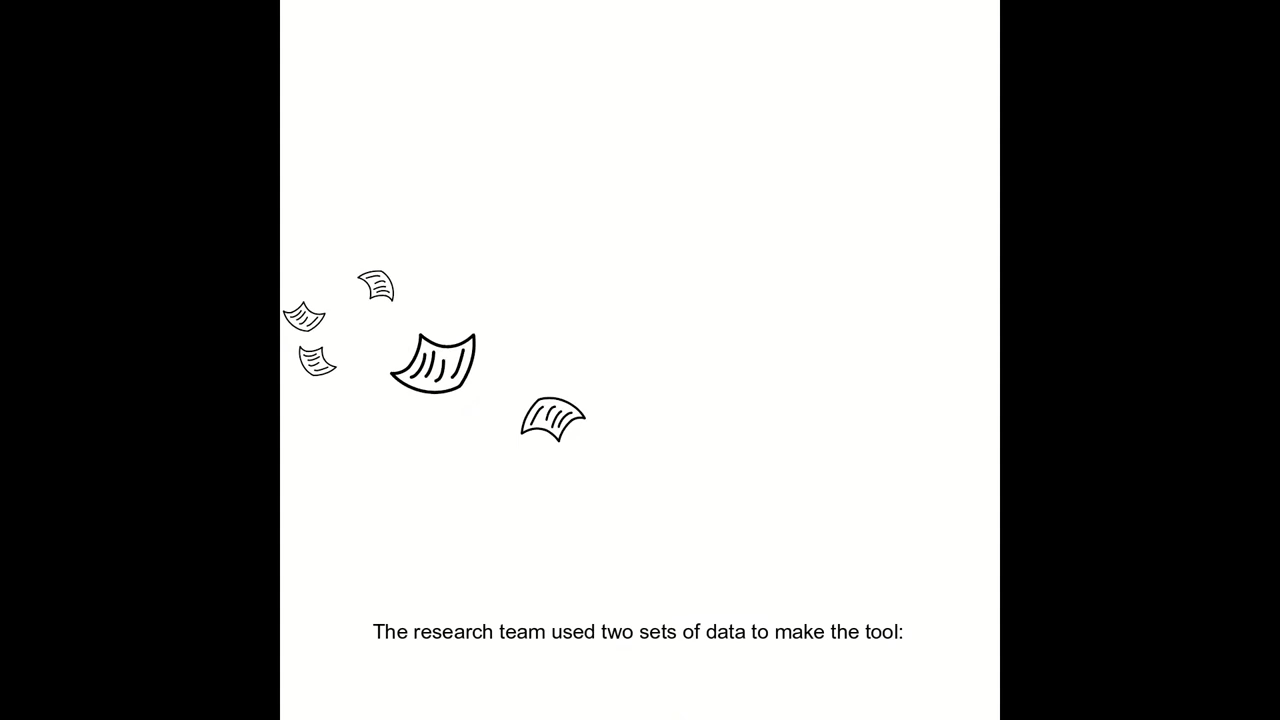 The research team used two sets of data to make the tool: